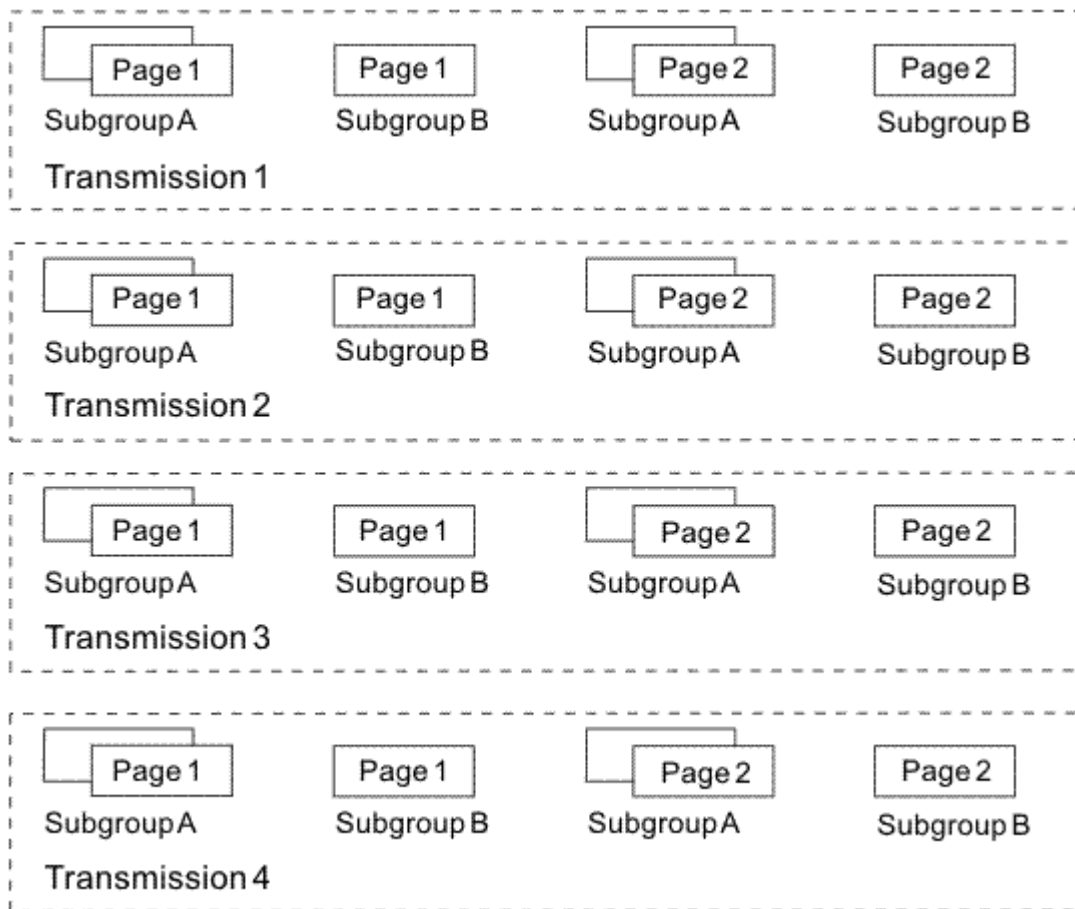 Page 1 Page 1 Page 2 Page 2
Subgroup A Subgroup B Subgroup A Subgroup B
Transmission 1
Page 1 Page 1 Page 2 Page 2
Subgroup A Subgroup B Subgroup A Subgroup B
Transmission 2
Page 1 Page 1 Page 2 Page 2
Subgroup A Subgroup B Subgroup A Subgroup B
Transmission 3
Page 1 Page 1 Page 2 Page 2
Subgroup A Subgroup B Subgroup A Subgroup B
Transmission 4